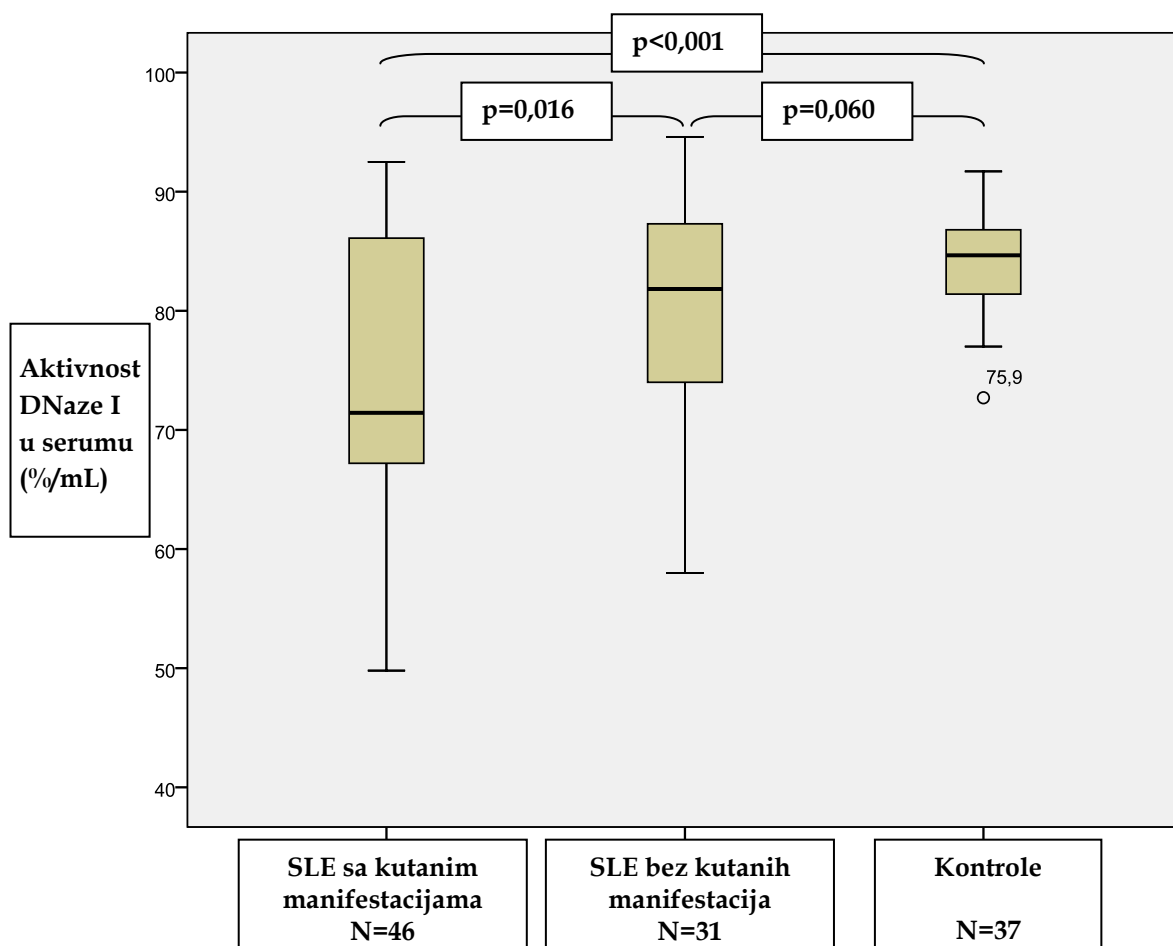 p<0,001
p=0,016
p=0,060
100
90
80
70
60
50
40
Aktivnost
DNaze I
u serumu
(%/mL)
75,9
SLE sa kutanim
manifestacijama
N=46
SLE bez kutanih
manifestacija
N=31
Kontrole
N=37